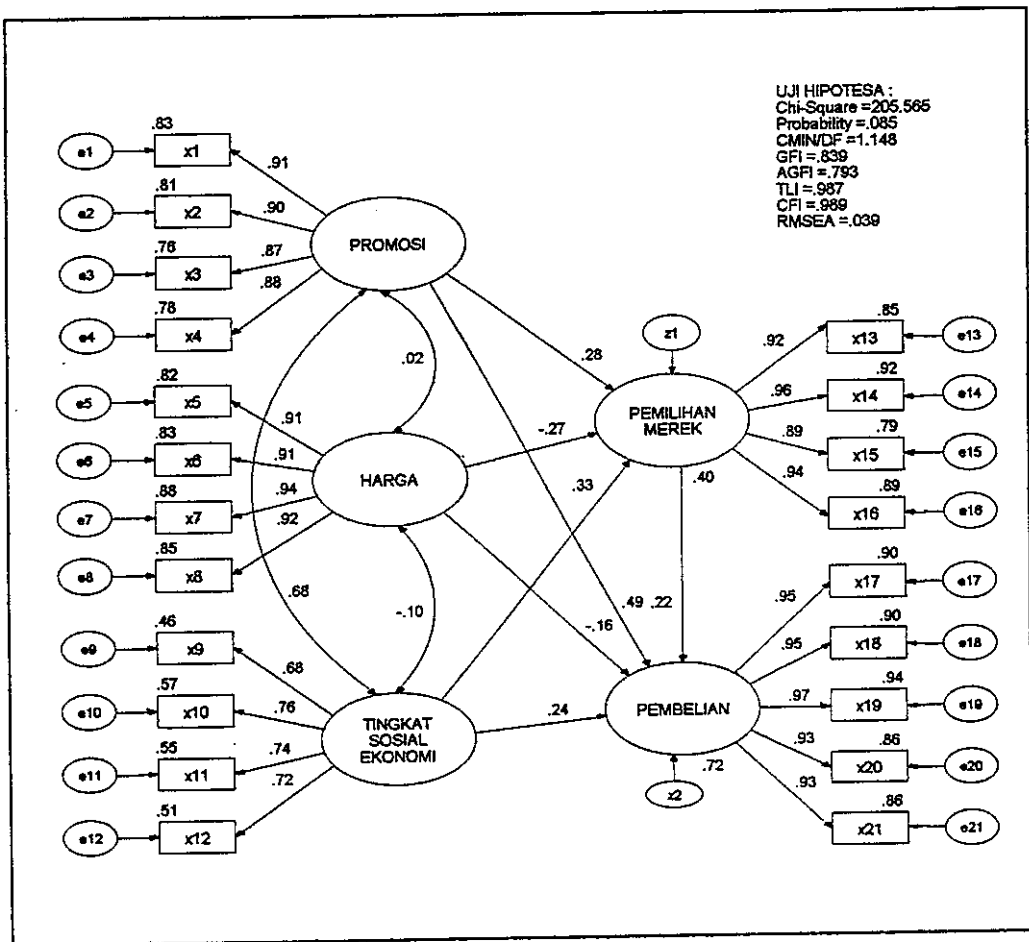 UJI HIPOTESA :
Chi-Square =205.565
Probability =.085
CMIN/DF =1.148
GFI =.839
AGFI =.793
TLI =.987
CFI =.989
RMSEA =.039
.83
e1
x1
.91
.81
e2
x2
.90
PROMOSI
.76
e3
x3
.87
.78
e4
x4
.88
.02
.28
z1
.85
.92
x13
e13
.92
.96
x14
e14
PEMILIHAN
MEREK
.79
.89
x15
e15
.89
.94
x16
e16
.40
.82
e5
x5
.91
.83
e6
x6
.91
HARGA
-.27
.88
e7
x7
.94
.85
e8
x8
.92
.33
.68
-.10
.49
.22
-.16
.46
e9
x9
.68
.57
e10
x10
.76
TINGKAT
SOSIAL
EKONOMI
.24
.55
e11
x11
.74
.51
e12
x12
.72
.90
.95
x17
e17
.90
.95
x18
e18
PEMBELIAN
.94
.97
x19
e19
.86
.93
x20
e20
.72
z2
.86
.93
x21
e21